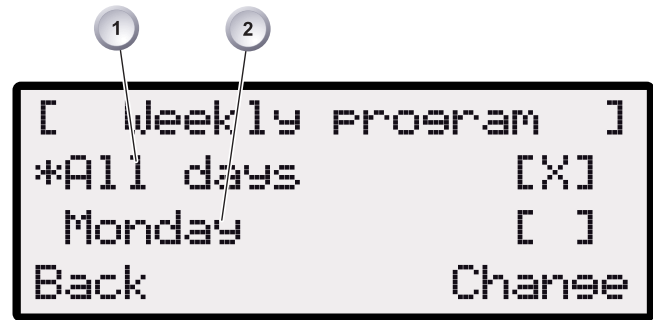 1 2
[ Weekly program ]
*All days [X]
Monday [ ]
Back Change